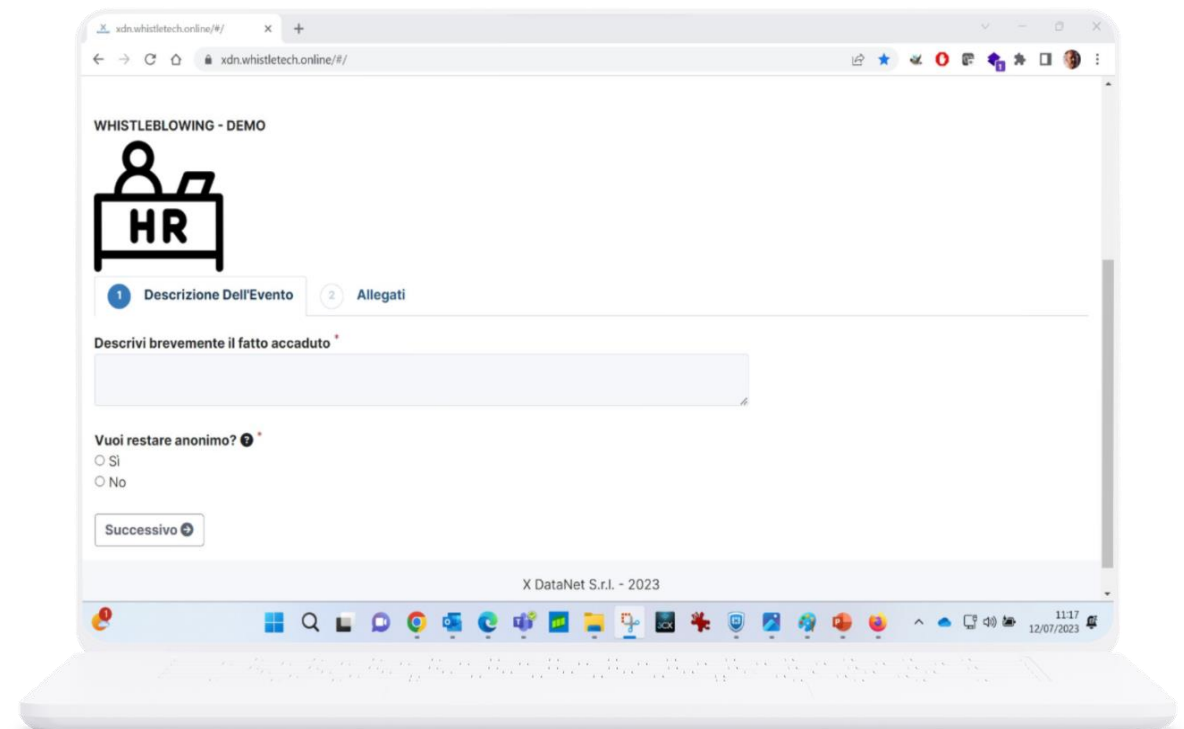 xdn.whistletech.online/#/
xdn.whistletech.online/#/
WHISTLEBLOWING - DEMO
HR
1 Descrizione Dell'Evento 2 Allegati
Descrivi brevemente il fatto accaduto *
Vuoi restare anonimo? ? *
Sì
No
Successivo
X DataNet S.r.l. - 2023
11:17
12/07/2023